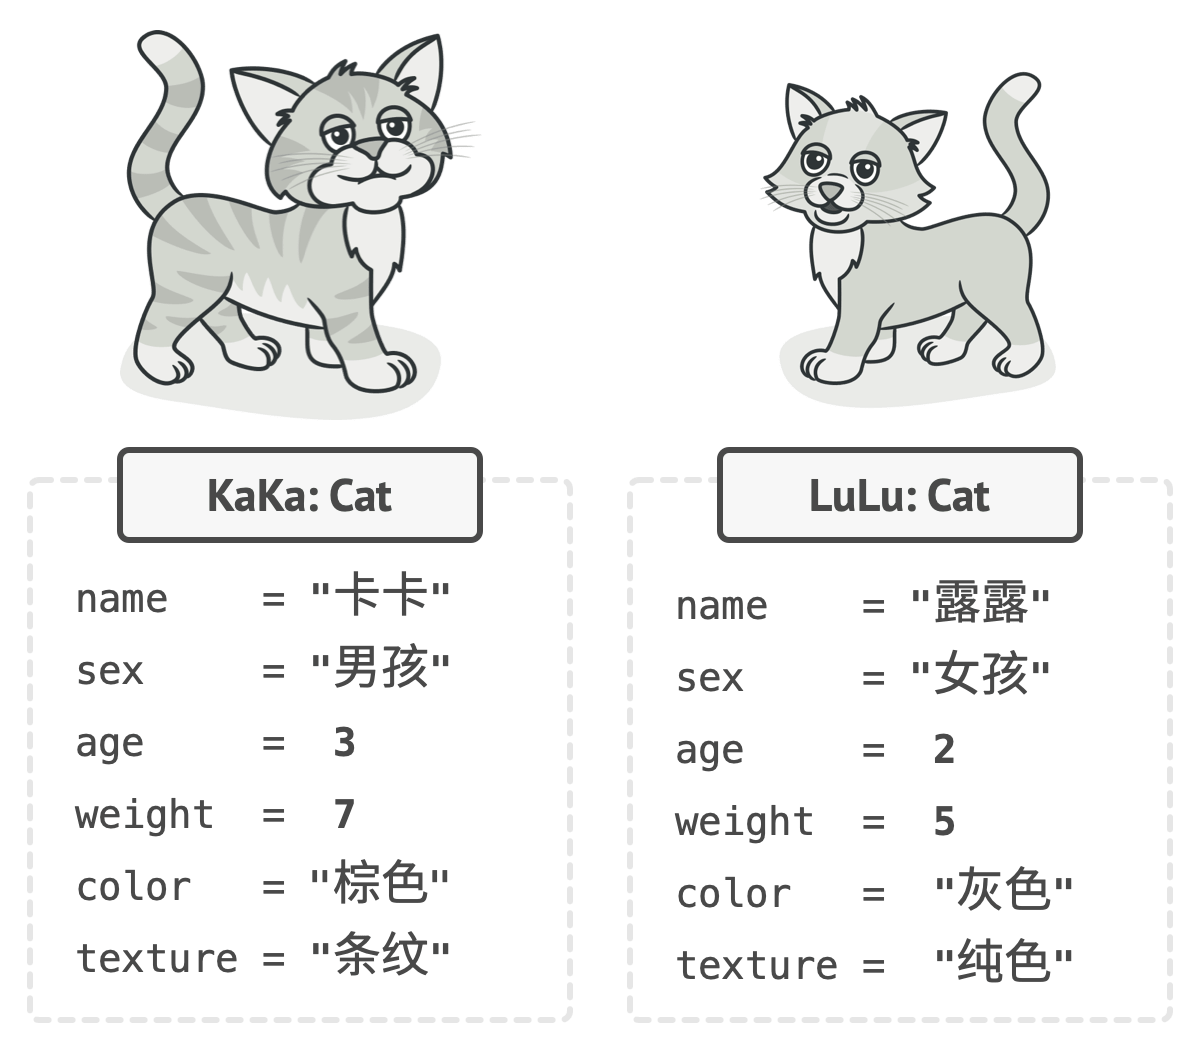 KaKa: Cat
name = "卡卡"
sex = "男孩"
age = 3
weight = 7
color = "棕色"
texture = "条纹"
LuLu: Cat
name = "露露"
sex = "女孩"
age = 2
weight = 5
color = "灰色"
texture = "纯色"